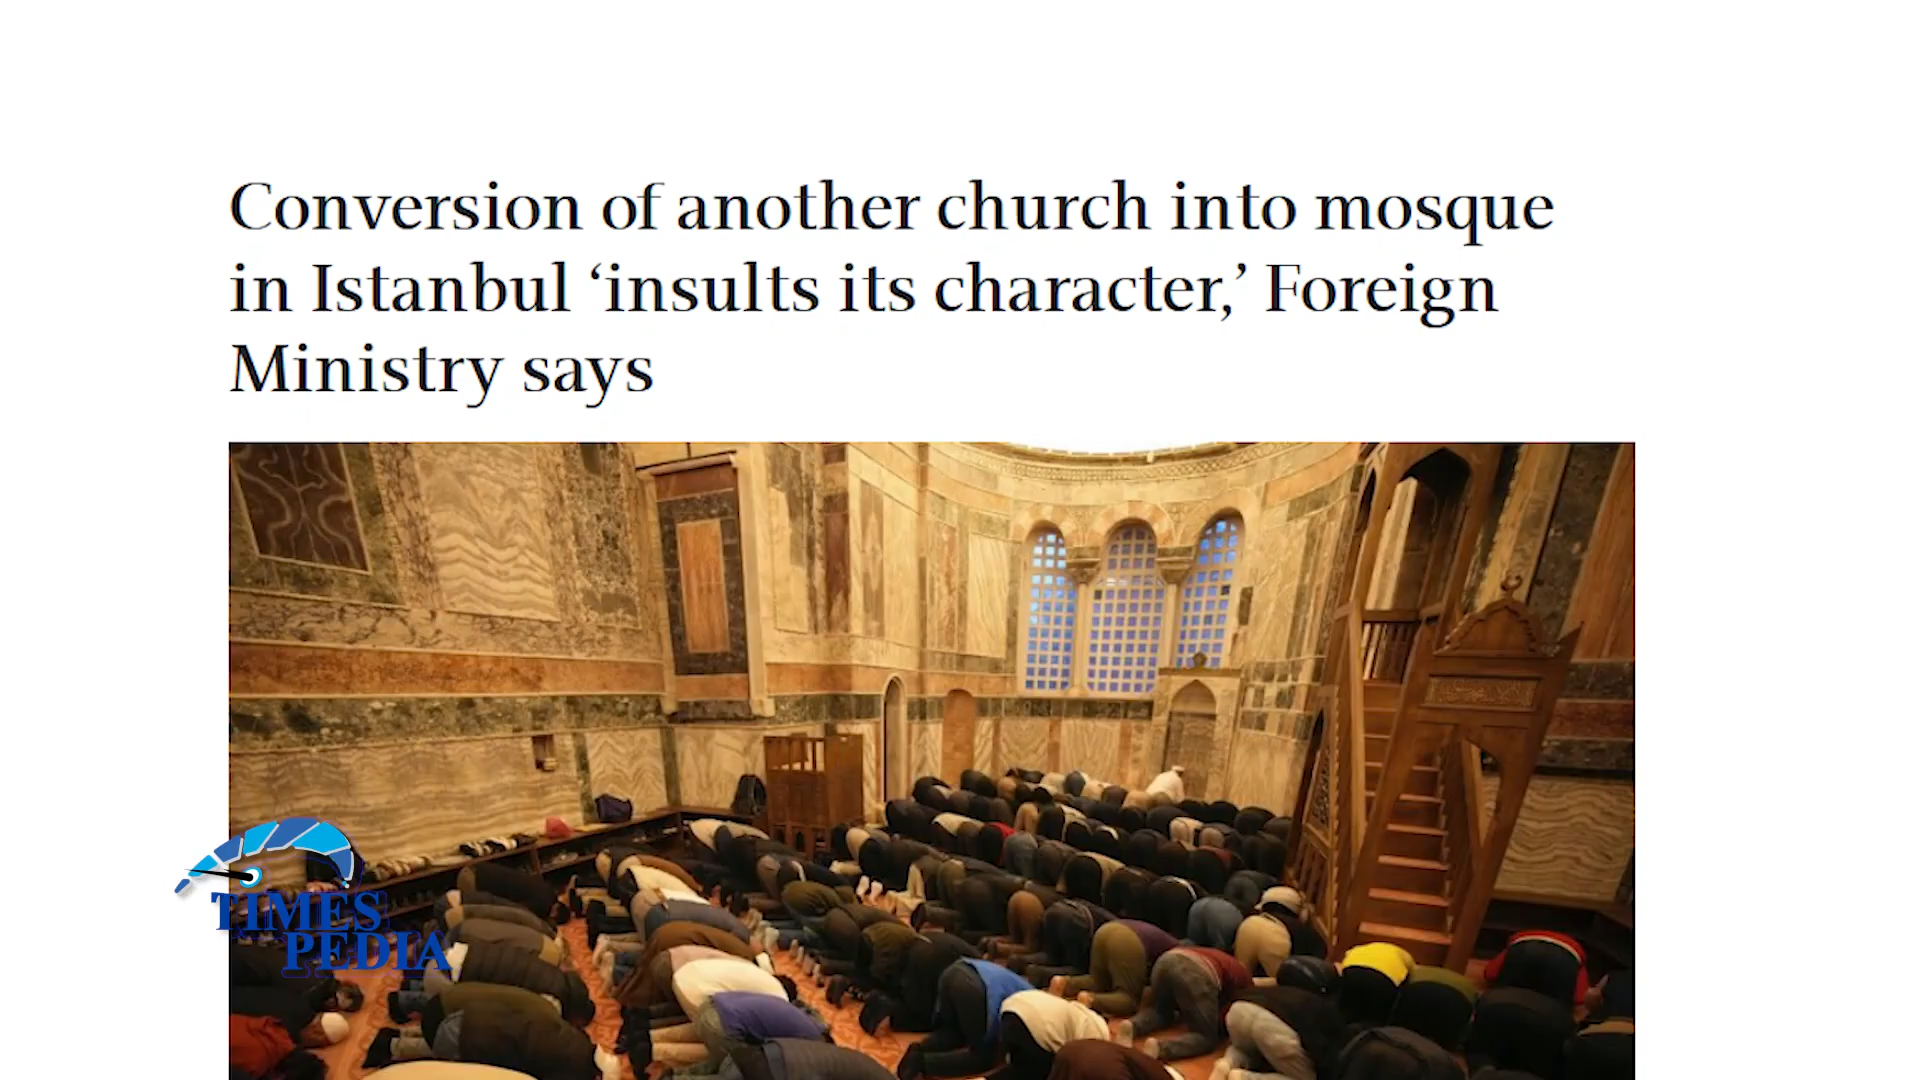 Conversion of another church into mosque
in Istanbul ‘insults its character,’ Foreign
Ministry says
TIMES
PEDIA